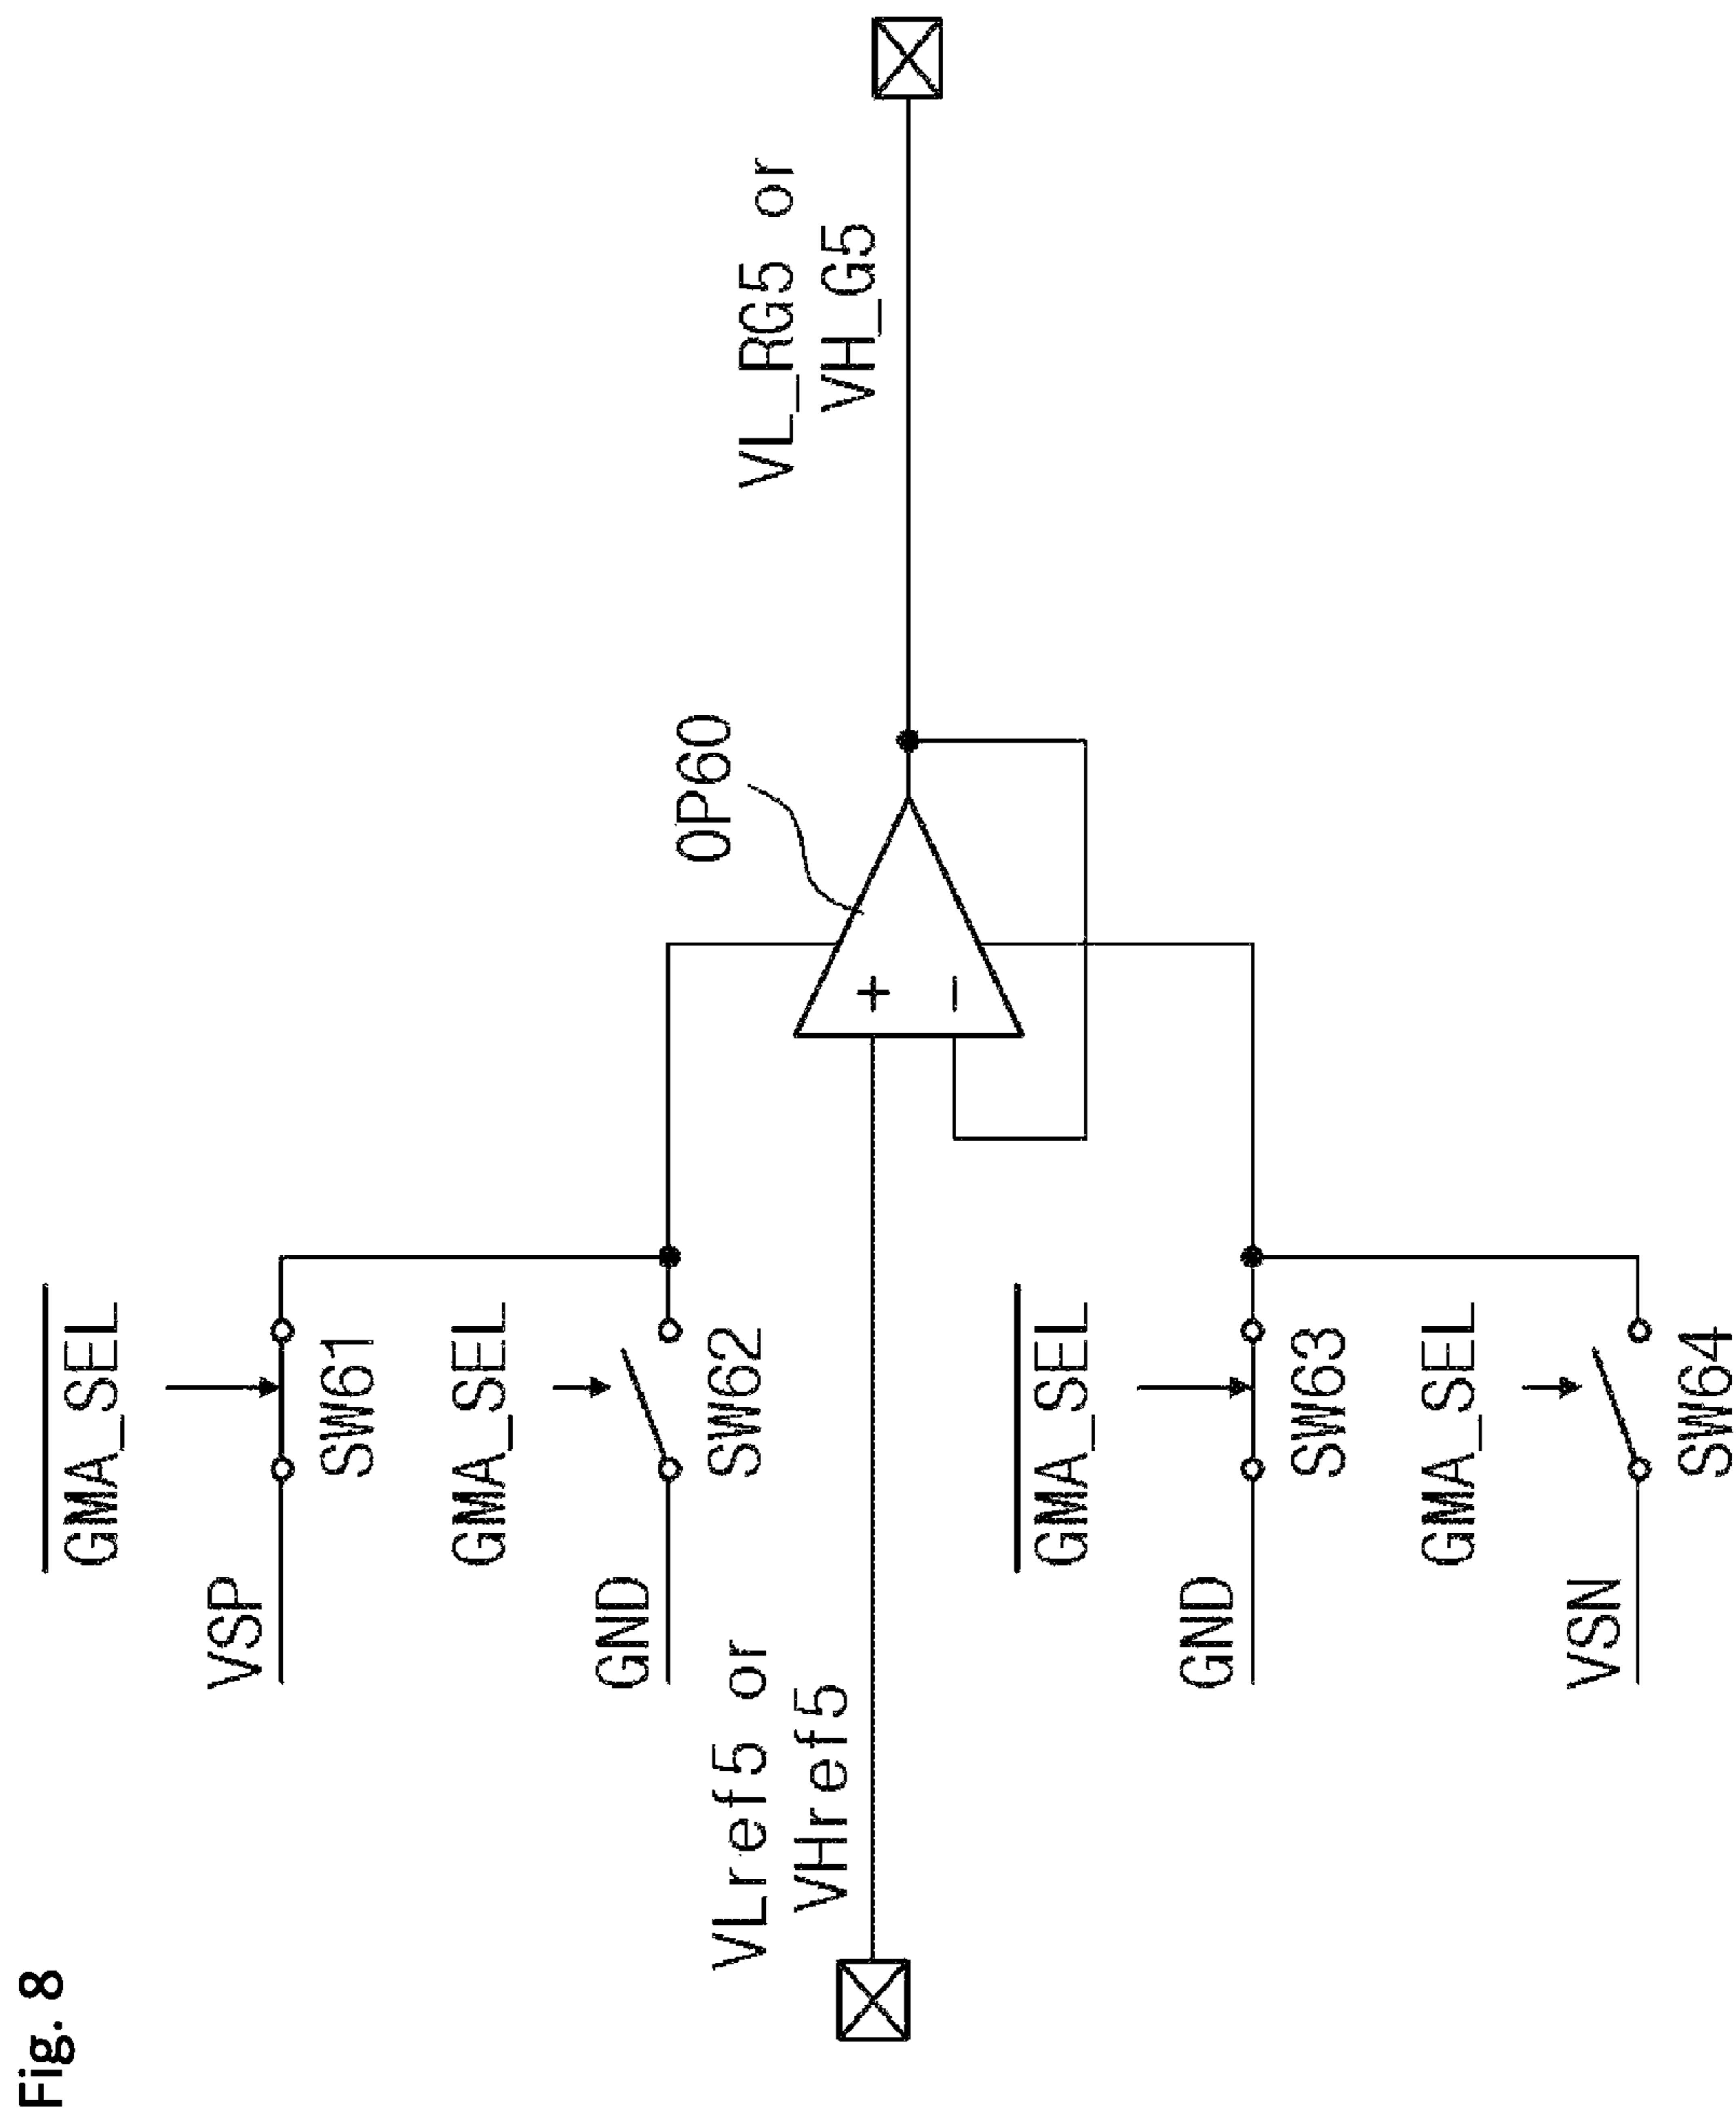 Fig. 8
GMA_SEL
VSP
SW61
GMA_SEL
GND
SW62
VLref5 or
VHref5
OP60
+
−
VL_RG5 or
VH_G5
GMA_SEL
GND
SW63
GMA_SEL
VSN
SW64